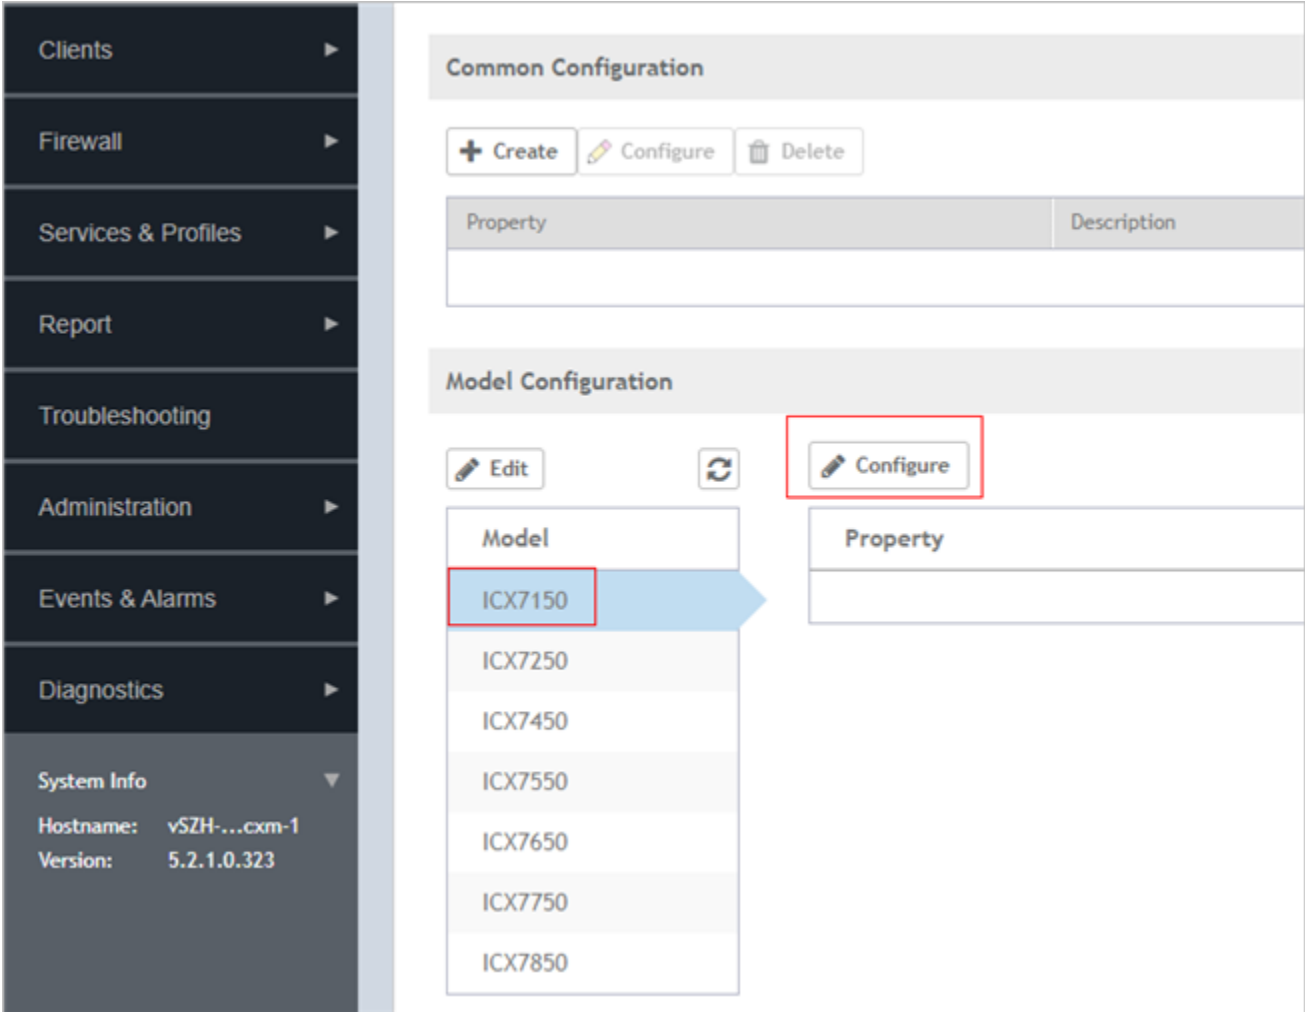 Clients
Firewall
Services & Profiles
Report
Troubleshooting
Administration
Events & Alarms
Diagnostics
System Info
Hostname: vSZH-...cxm-1
Version: 5.2.1.0.323
Common Configuration
Create Configure Delete
Property Description
Model Configuration
Edit Configure
Model Property
ICX7150
ICX7250
ICX7450
ICX7550
ICX7650
ICX7750
ICX7850